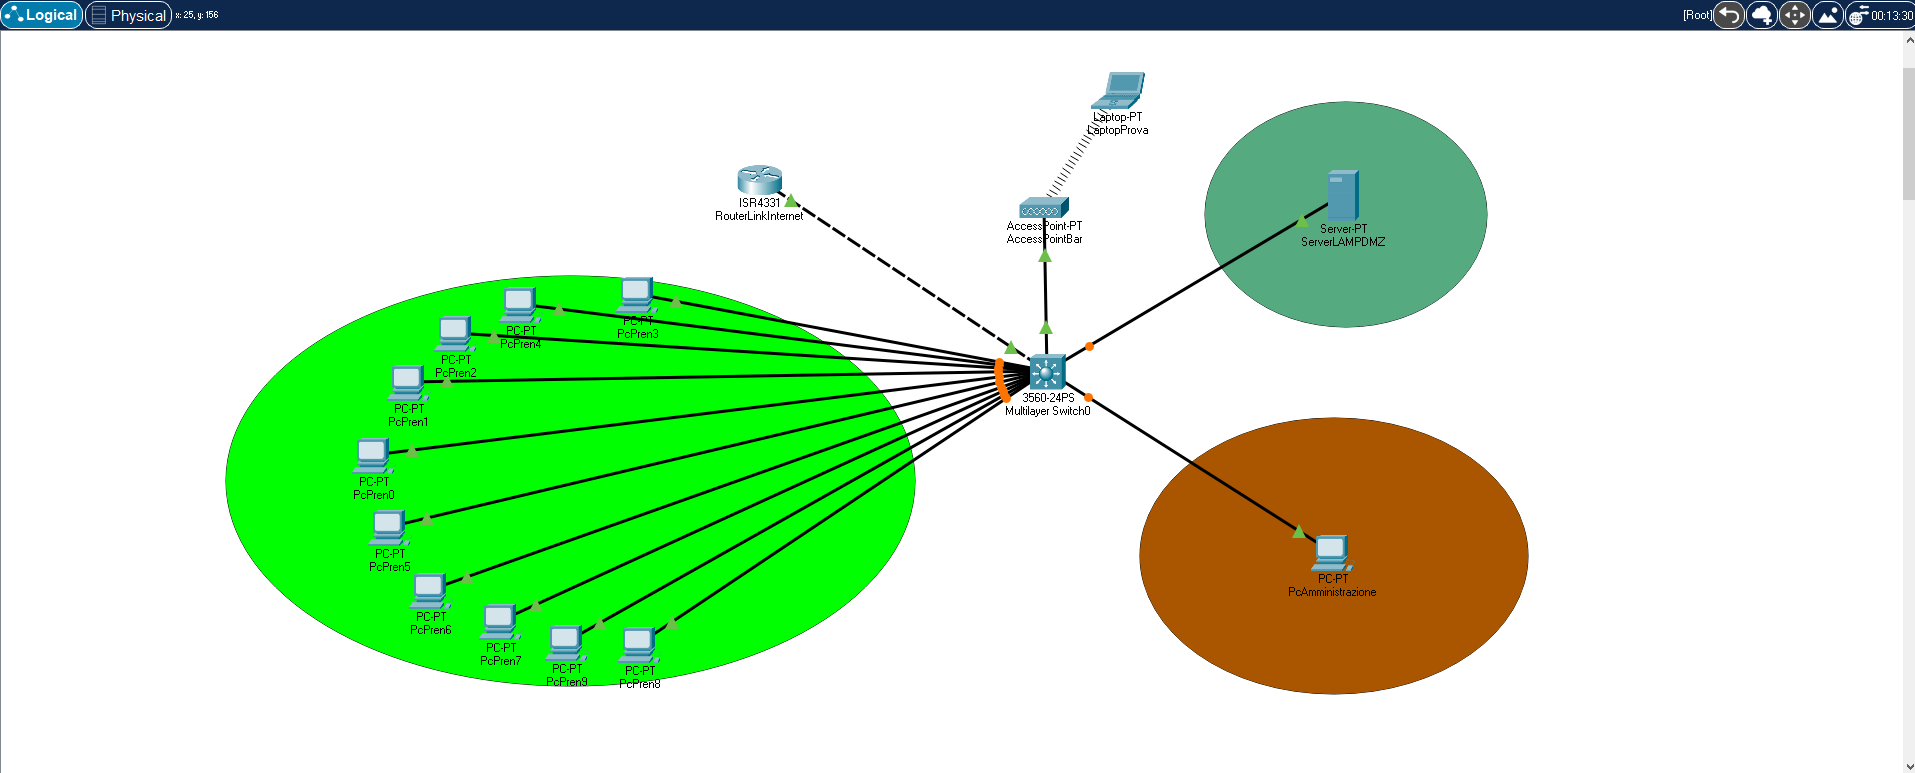 Logical
Physical
x: 25, y: 156
[Root]
00:13:30
Laptop-PT
LaptopProva
ISR4331
RouterLinkInternet
AccessPoint-PT
AccessPointBar
Server-PT
ServerLAMPDMZ
PC-PT
PcPren3
PC-PT
PcPren4
PC-PT
PcPren2
PC-PT
PcPren1
3560-24PS
Multilayer Switch0
PC-PT
PcPren0
PC-PT
PcPren5
PC-PT
PcAmministrazione
PC-PT
PcPren6
PC-PT
PcPren7
PC-PT
PcPren9
PC-PT
PcPren8